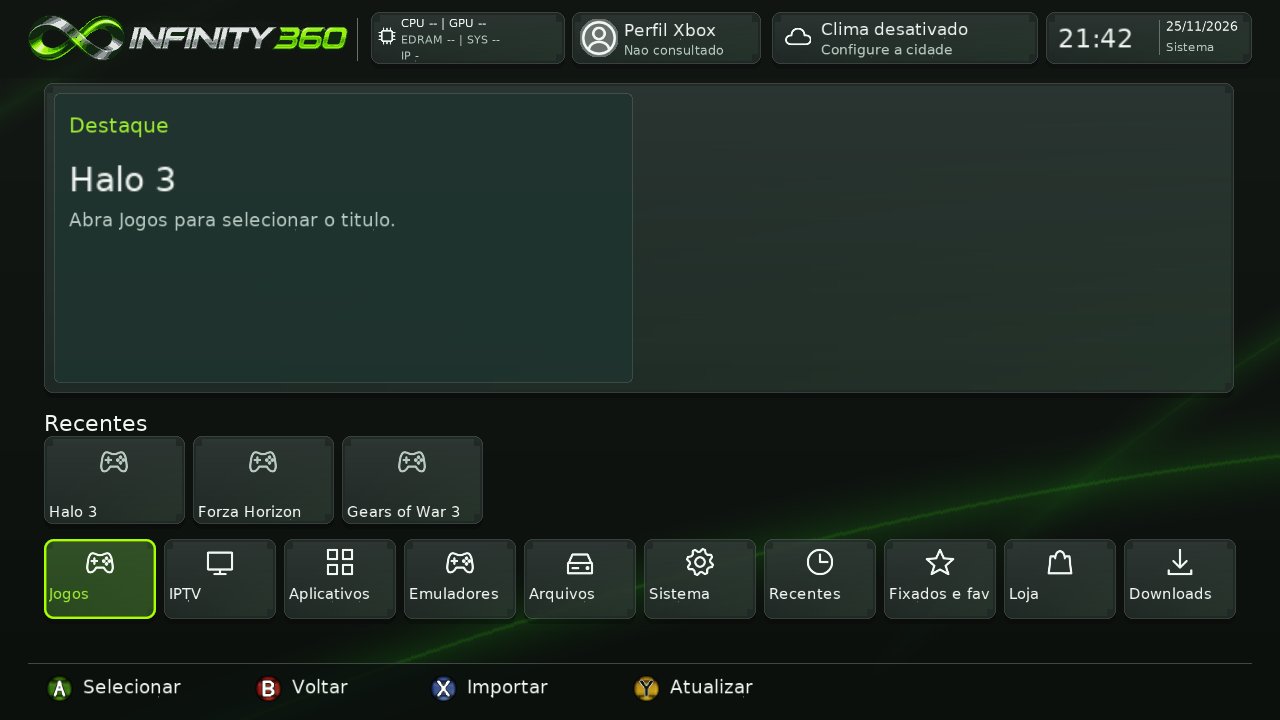 INFINITY 360
CPU -- | GPU --
EDRAM -- | SYS --
IP -
Perfil Xbox
Nao consultado
Clima desativado
Configure a cidade
21:42
25/11/2026
Sistema
Destaque
Halo 3
Abra Jogos para selecionar o titulo.
Recentes
Halo 3
Forza Horizon
Gears of War 3
Jogos
IPTV
Aplicativos
Emuladores
Arquivos
Sistema
Recentes
Fixados e fav
Loja
Downloads
A Selecionar
B Voltar
X Importar
Y Atualizar